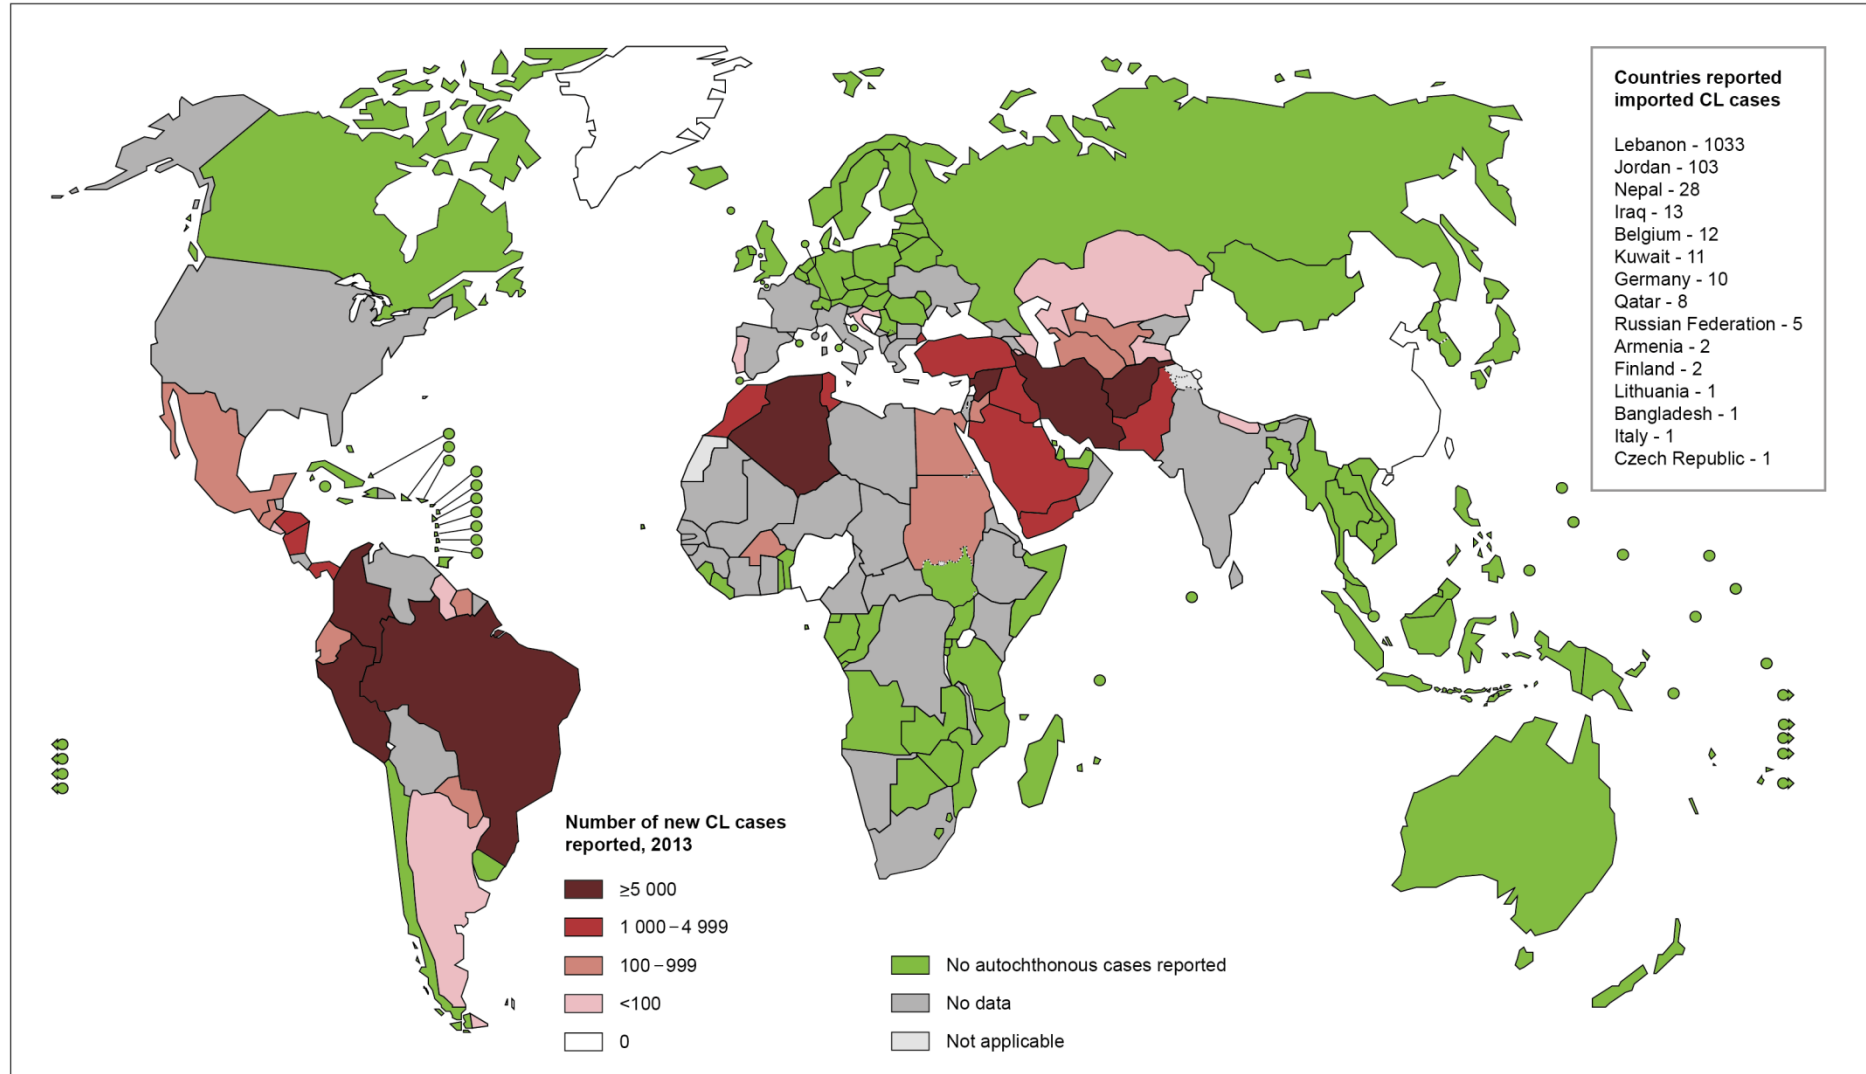 Countries reported
imported CL cases
Lebanon - 1033
Jordan - 103
Nepal - 28
Iraq - 13
Belgium - 12
Kuwait - 11
Germany - 10
Qatar - 8
Russian Federation - 5
Armenia - 2
Finland - 2
Lithuania - 1
Bangladesh - 1
Italy - 1
Czech Republic - 1
Number of new CL cases
reported, 2013
≥5 000
1 000–4 999
100–999
<100
0
No autochthonous cases reported
No data
Not applicable